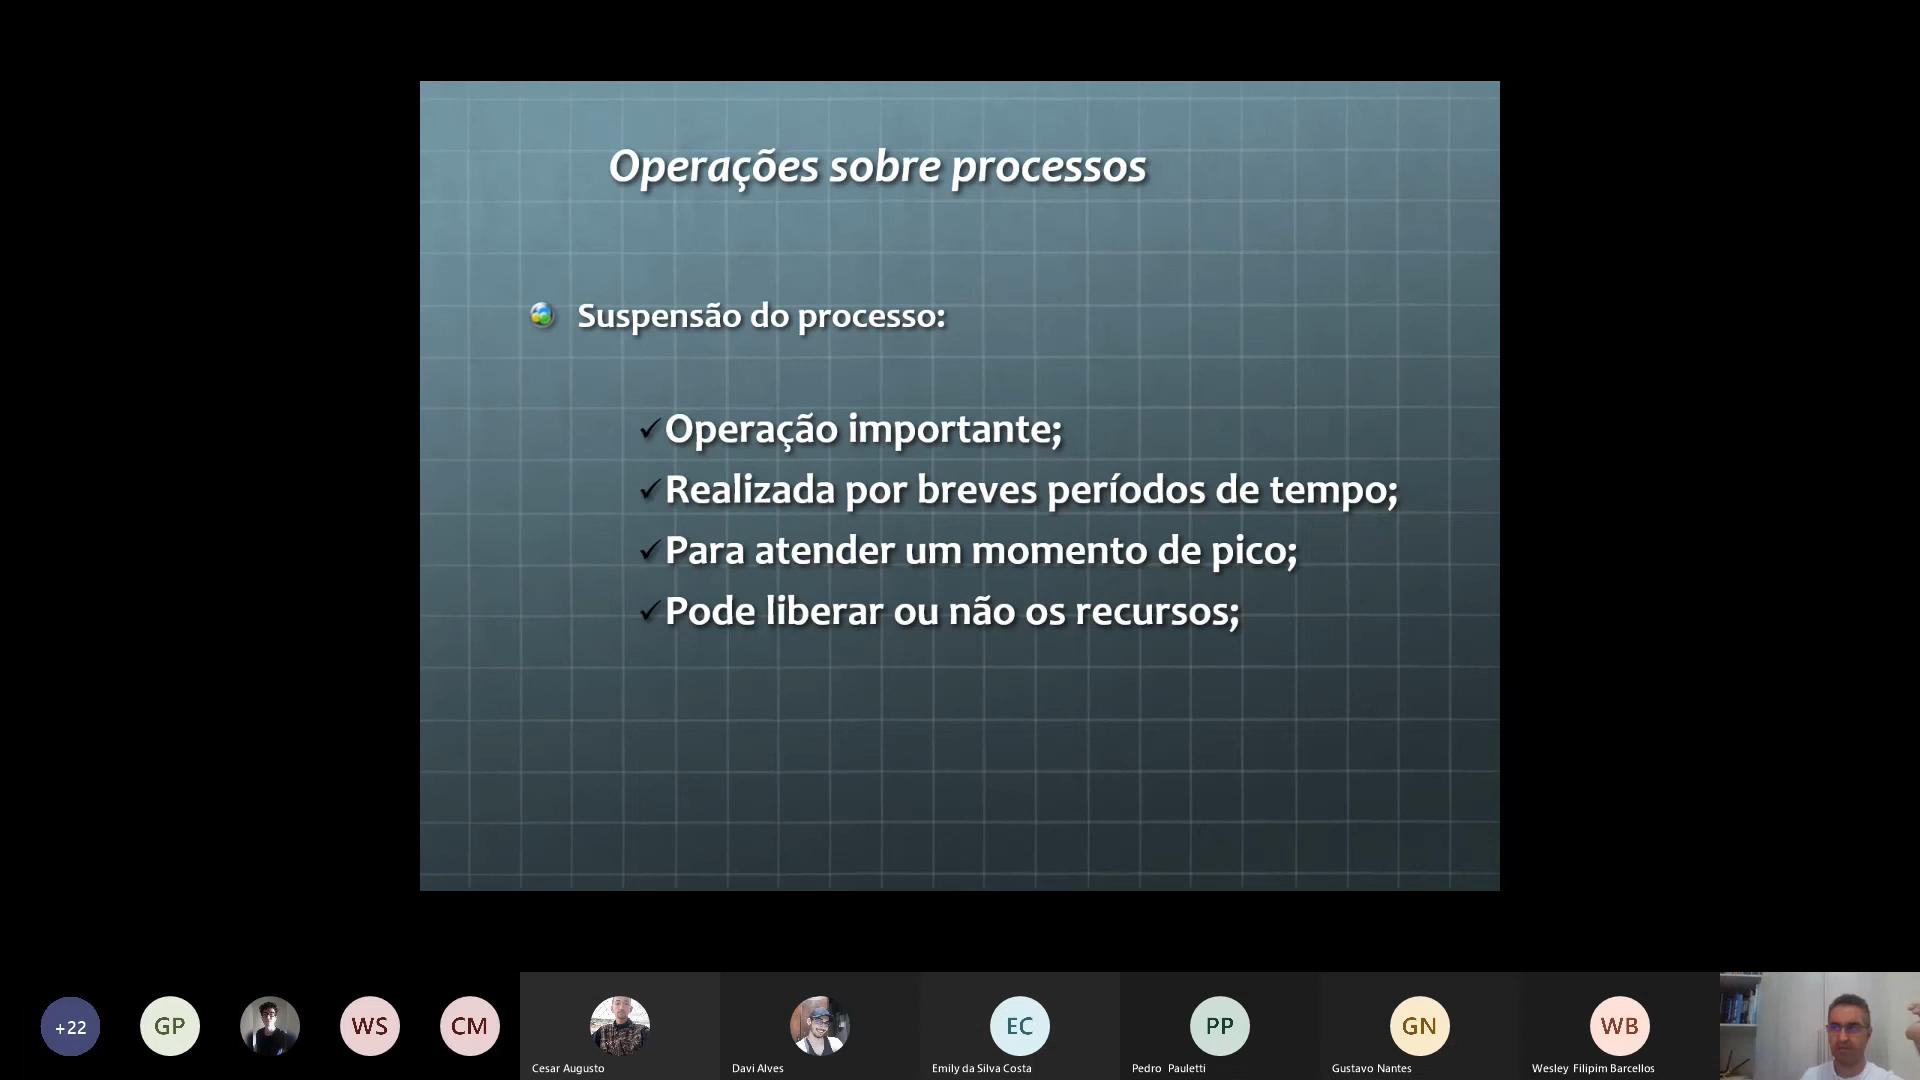 Operações sobre processos
Suspensão do processo:
Operação importante;
Realizada por breves períodos de tempo;
Para atender um momento de pico;
Pode liberar ou não os recursos;
+22
GP
WS
CM
Cesar Augusto
Davi Alves
EC
Emily da Silva Costa
PP
Pedro Pauletti
GN
Gustavo Nantes
WB
Wesley Filipim Barcellos